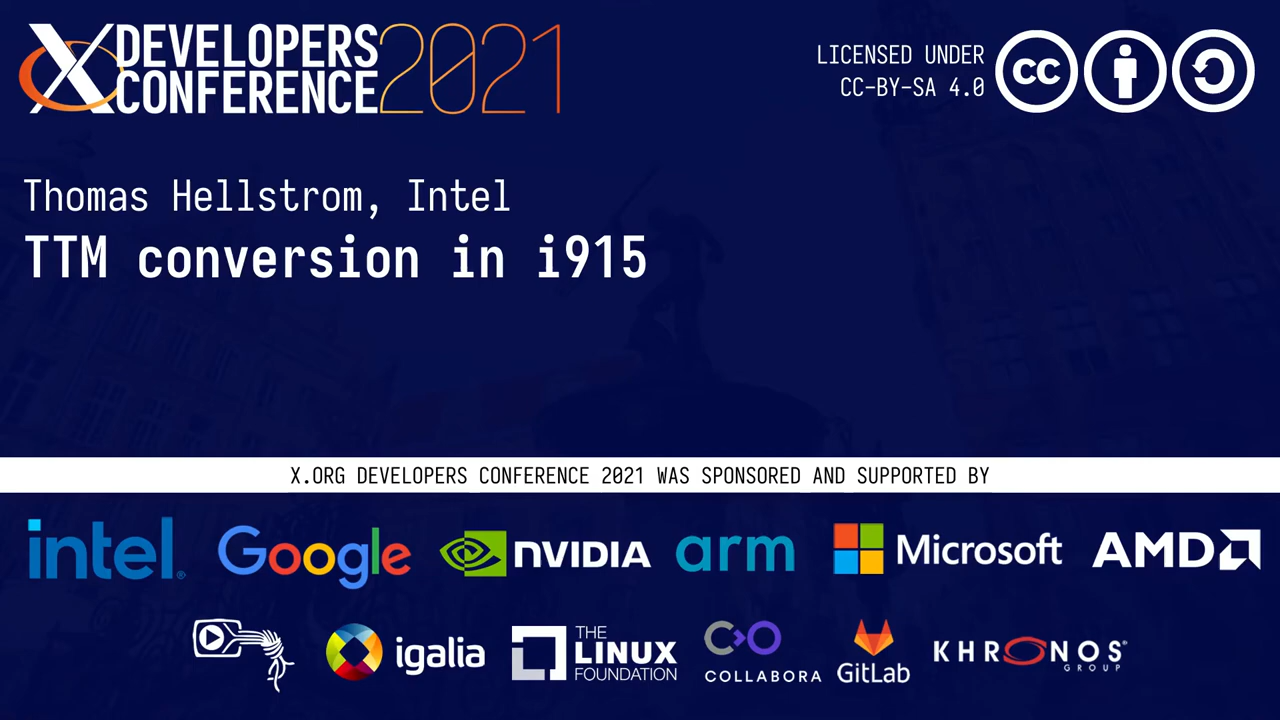 X DEVELOPERS
CONFERENCE 2021
LICENSED UNDER
CC-BY-SA 4.0
cc
Thomas Hellstrom, Intel
TTM conversion in i915
X.ORG DEVELOPERS CONFERENCE 2021 WAS SPONSORED AND SUPPORTED BY
intel®
Google
NVIDIA
arm
Microsoft
AMD
igalia
THE
LINUX
FOUNDATION
COLLABORA
GitLab
KHRONOS®
GROUP